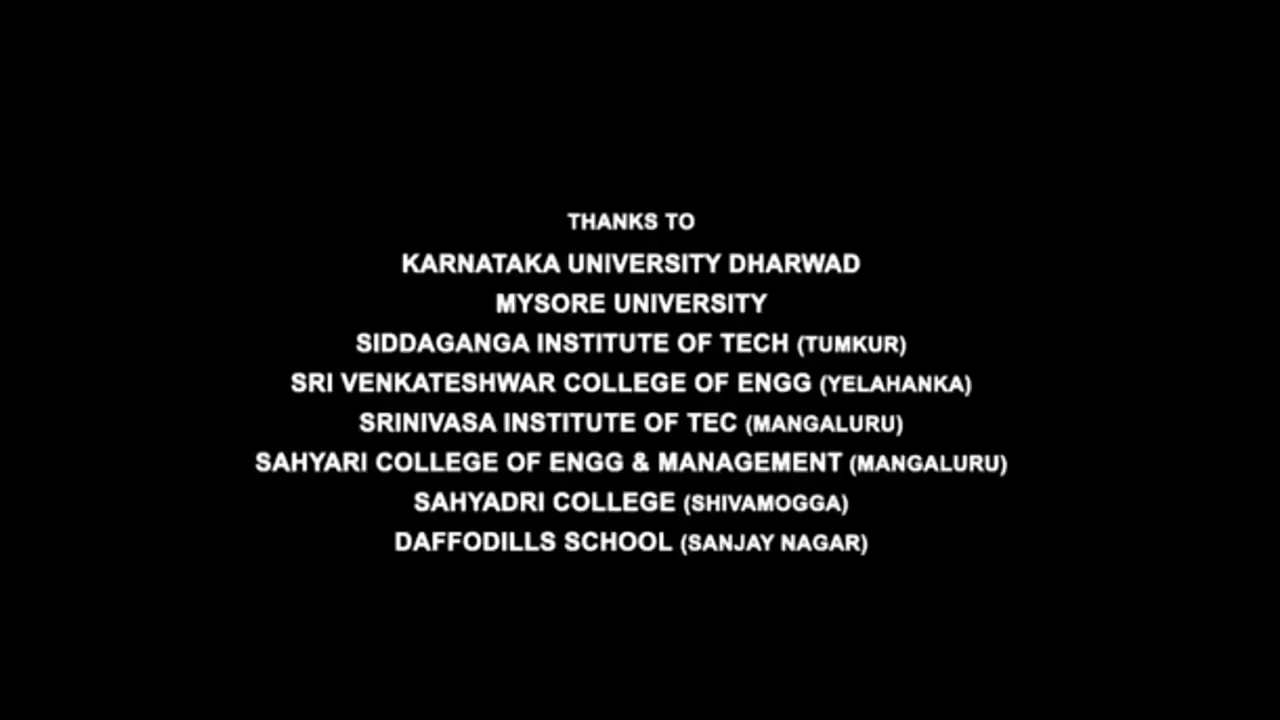 THANKS TO
KARNATAKA UNIVERSITY DHARWAD
MYSORE UNIVERSITY
SIDDAGANGA INSTITUTE OF TECH (TUMKUR)
SRI VENKATESHWAR COLLEGE OF ENGG (YELAHANKA)
SRINIVASA INSTITUTE OF TEC (MANGALURU)
SAHYARI COLLEGE OF ENGG & MANAGEMENT (MANGALURU)
SAHYADRI COLLEGE (SHIVAMOGGA)
DAFFODILLS SCHOOL (SANJAY NAGAR)